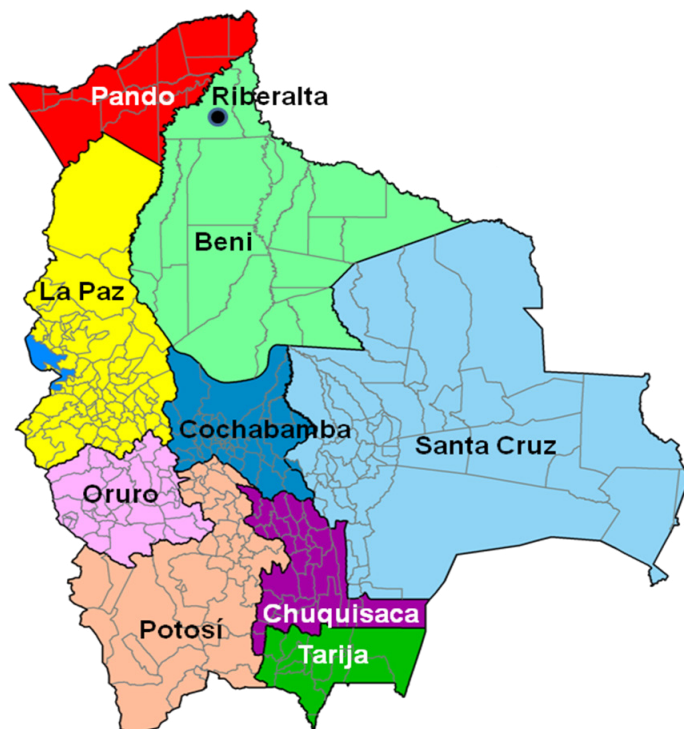 Pando
Riberalta
Beni
La Paz
Cochabamba
Santa Cruz
Oruro
Chuquisaca
Potosí
Tarija